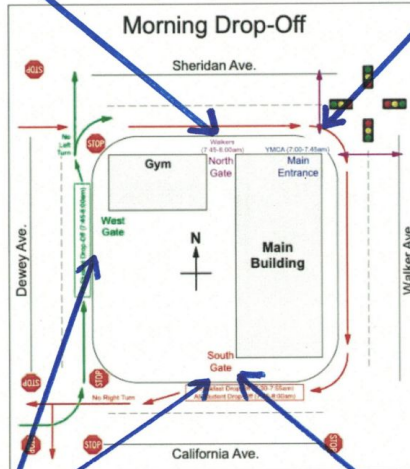 Morning Drop-Off
Sheridan Ave.
STOP
No
Left
Turn
STOP
Walkers
(7:45-8:00am)
North
Gate
YMCA (7:00-7:45am)
Main
Entrance
Gym
West
Gate
Drop-Off (7:45-8:00am)
N
Main
Building
Dewey Ave.
Walker Ave.
South
Gate
STOP
STOP
No Right Turn
STOP
STOP
STOP
California Ave.